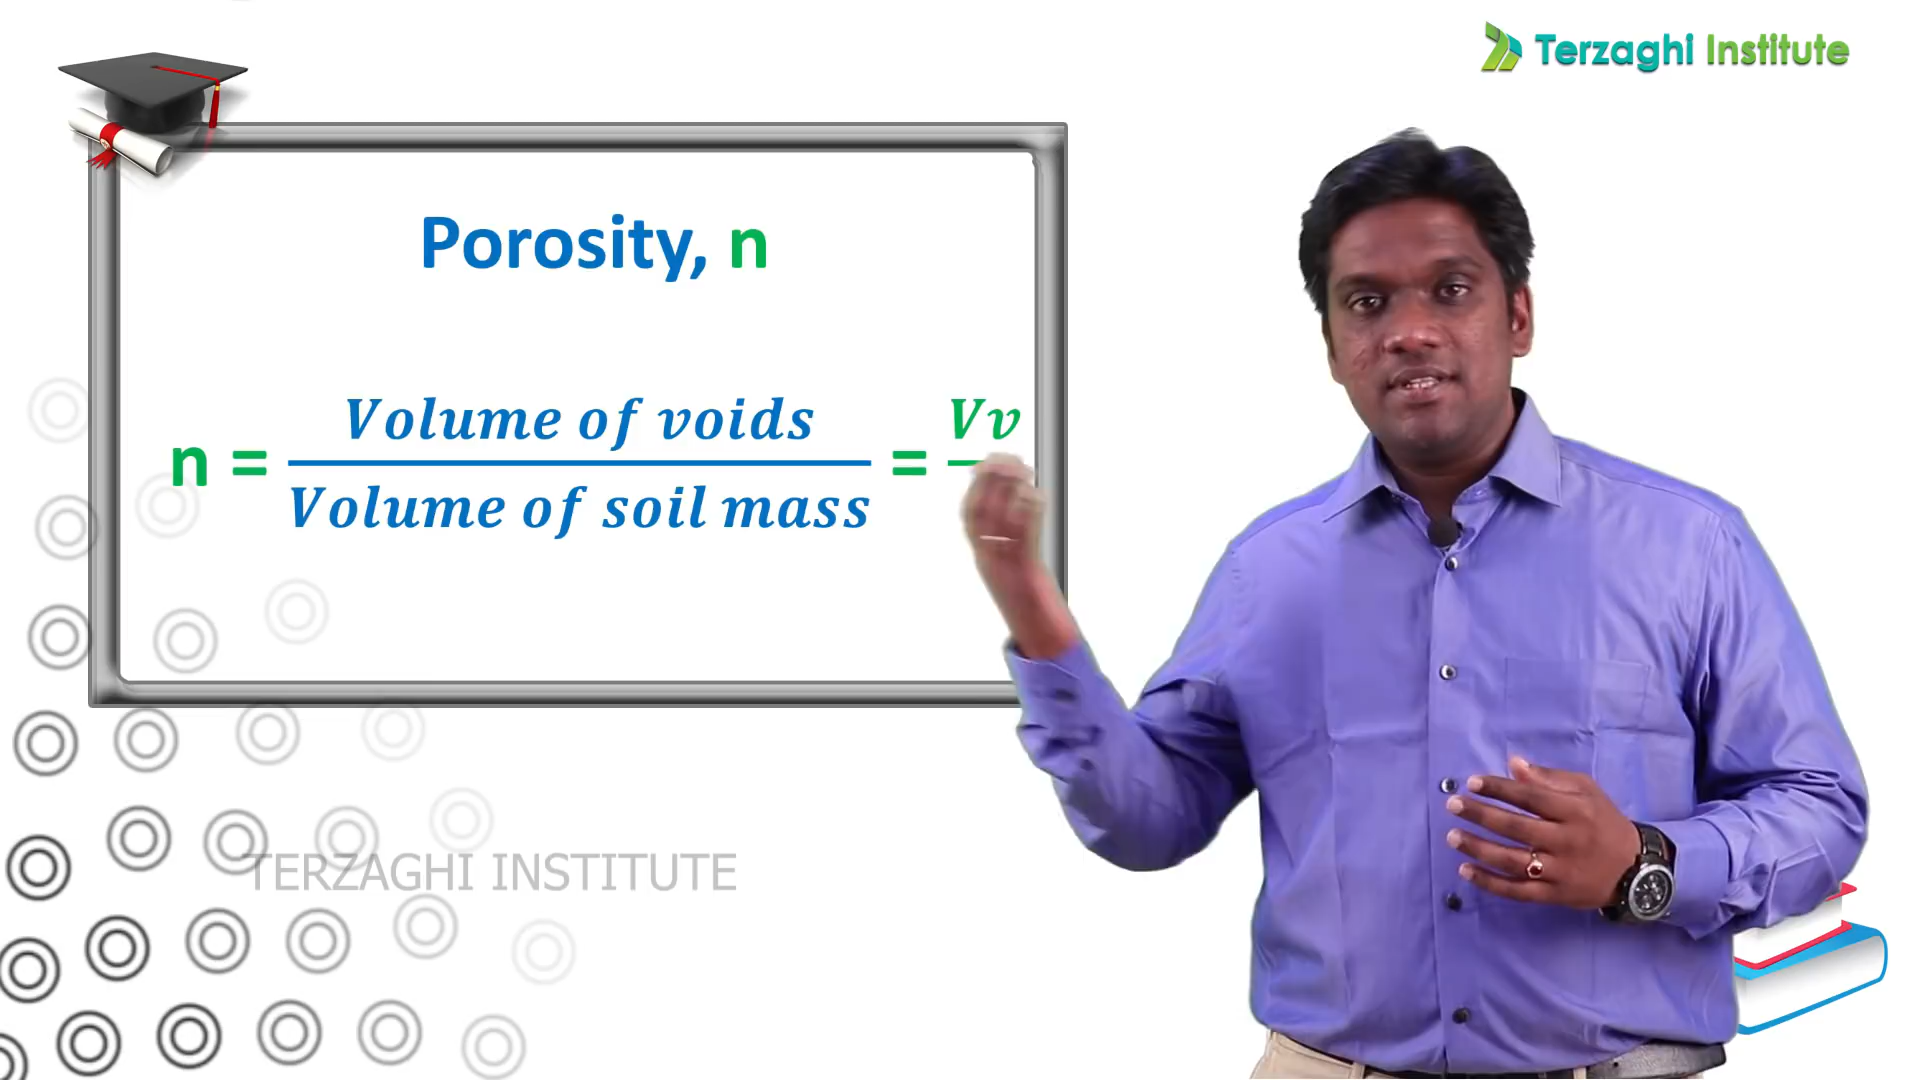 Terzaghi Institute
Porosity, n
n = Volume of voids / Volume of soil mass = Vv
TERZAGHI INSTITUTE